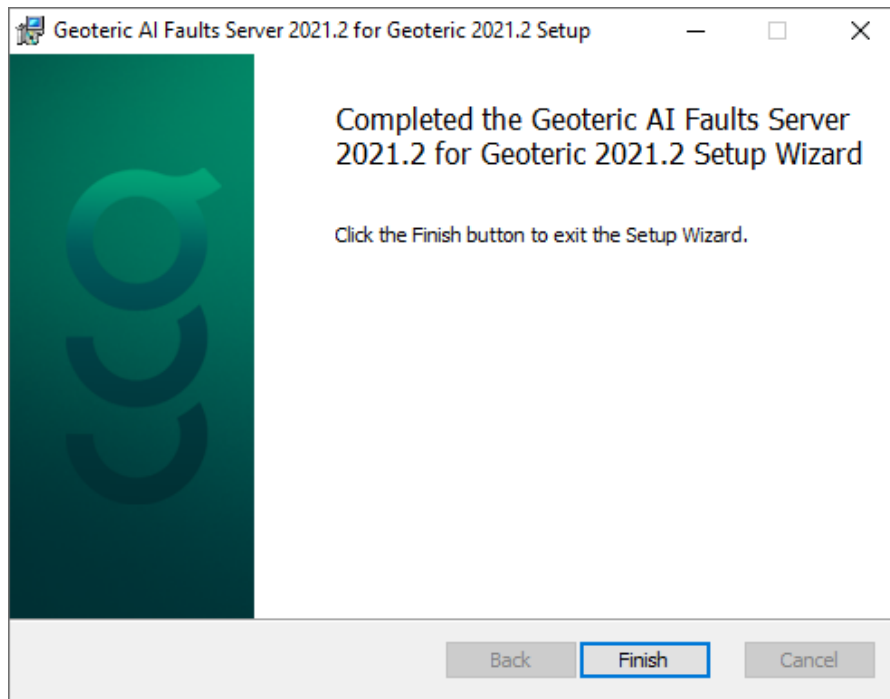 Geoteric AI Faults Server 2021.2 for Geoteric 2021.2 Setup
Completed the Geoteric AI Faults Server
2021.2 for Geoteric 2021.2 Setup Wizard
Click the Finish button to exit the Setup Wizard.
Back
Finish
Cancel